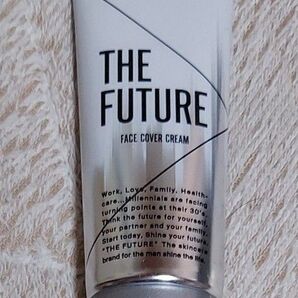 THE
FUTURE
FACE COVER CREAM
Work, Love, Family, Health-
care...Millennials are facing
turning points at their 30's.
Think the future for yourself,
your partner and your family.
Start today, Shine your future.
"THE FUTURE" The skincare
brand for the man shine the life.